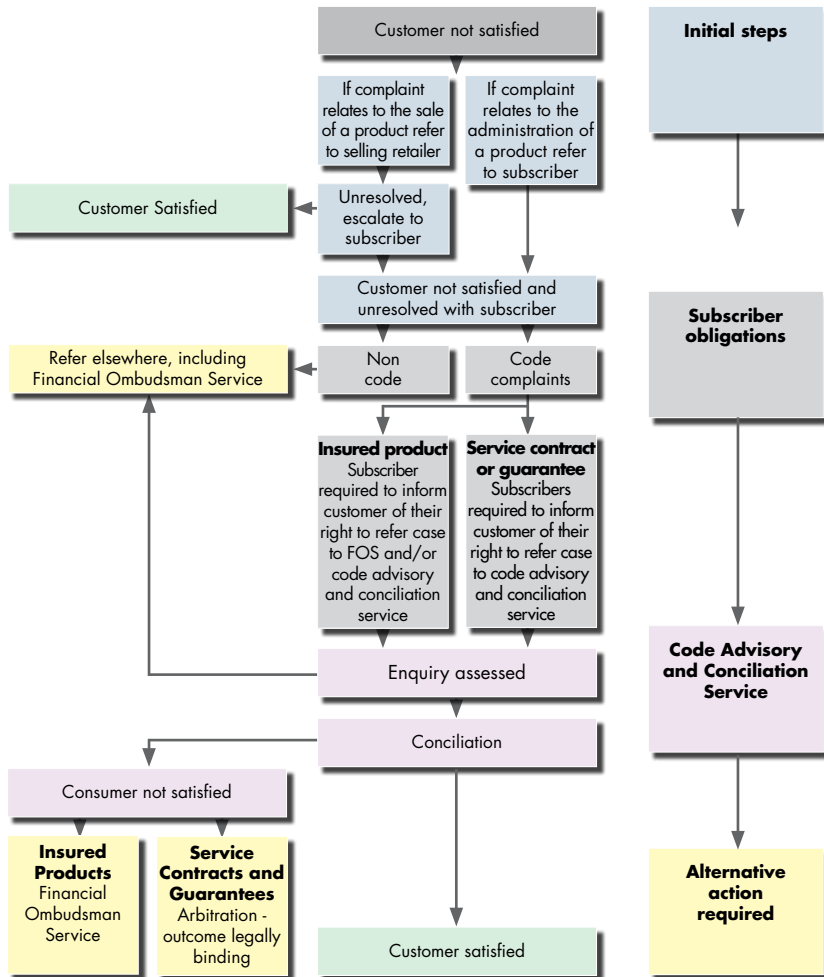 Customer not satisfied
If complaint
relates to the sale
of a product refer
to selling retailer
If complaint
relates to the
administration of
a product refer
to subscriber
Customer Satisfied
Unresolved,
escalate to
subscriber
Customer not satisfied and
unresolved with subscriber
Refer elsewhere, including
Financial Ombudsman Service
Non
code
Code
complaints
Insured product
Subscriber
required to inform
customer of their
right to refer case
to FOS and/or
code advisory
and conciliation
service
Service contract
or guarantee
Subscribers
required to inform
customer of their
right to refer case
to code advisory
and conciliation
service
Enquiry assessed
Conciliation
Consumer not satisfied
Insured
Products
Financial
Ombudsman
Service
Service
Contracts and
Guarantees
Arbitration -
outcome legally
binding
Customer satisfied
Initial steps
Subscriber
obligations
Code Advisory
and Conciliation
Service
Alternative
action
required